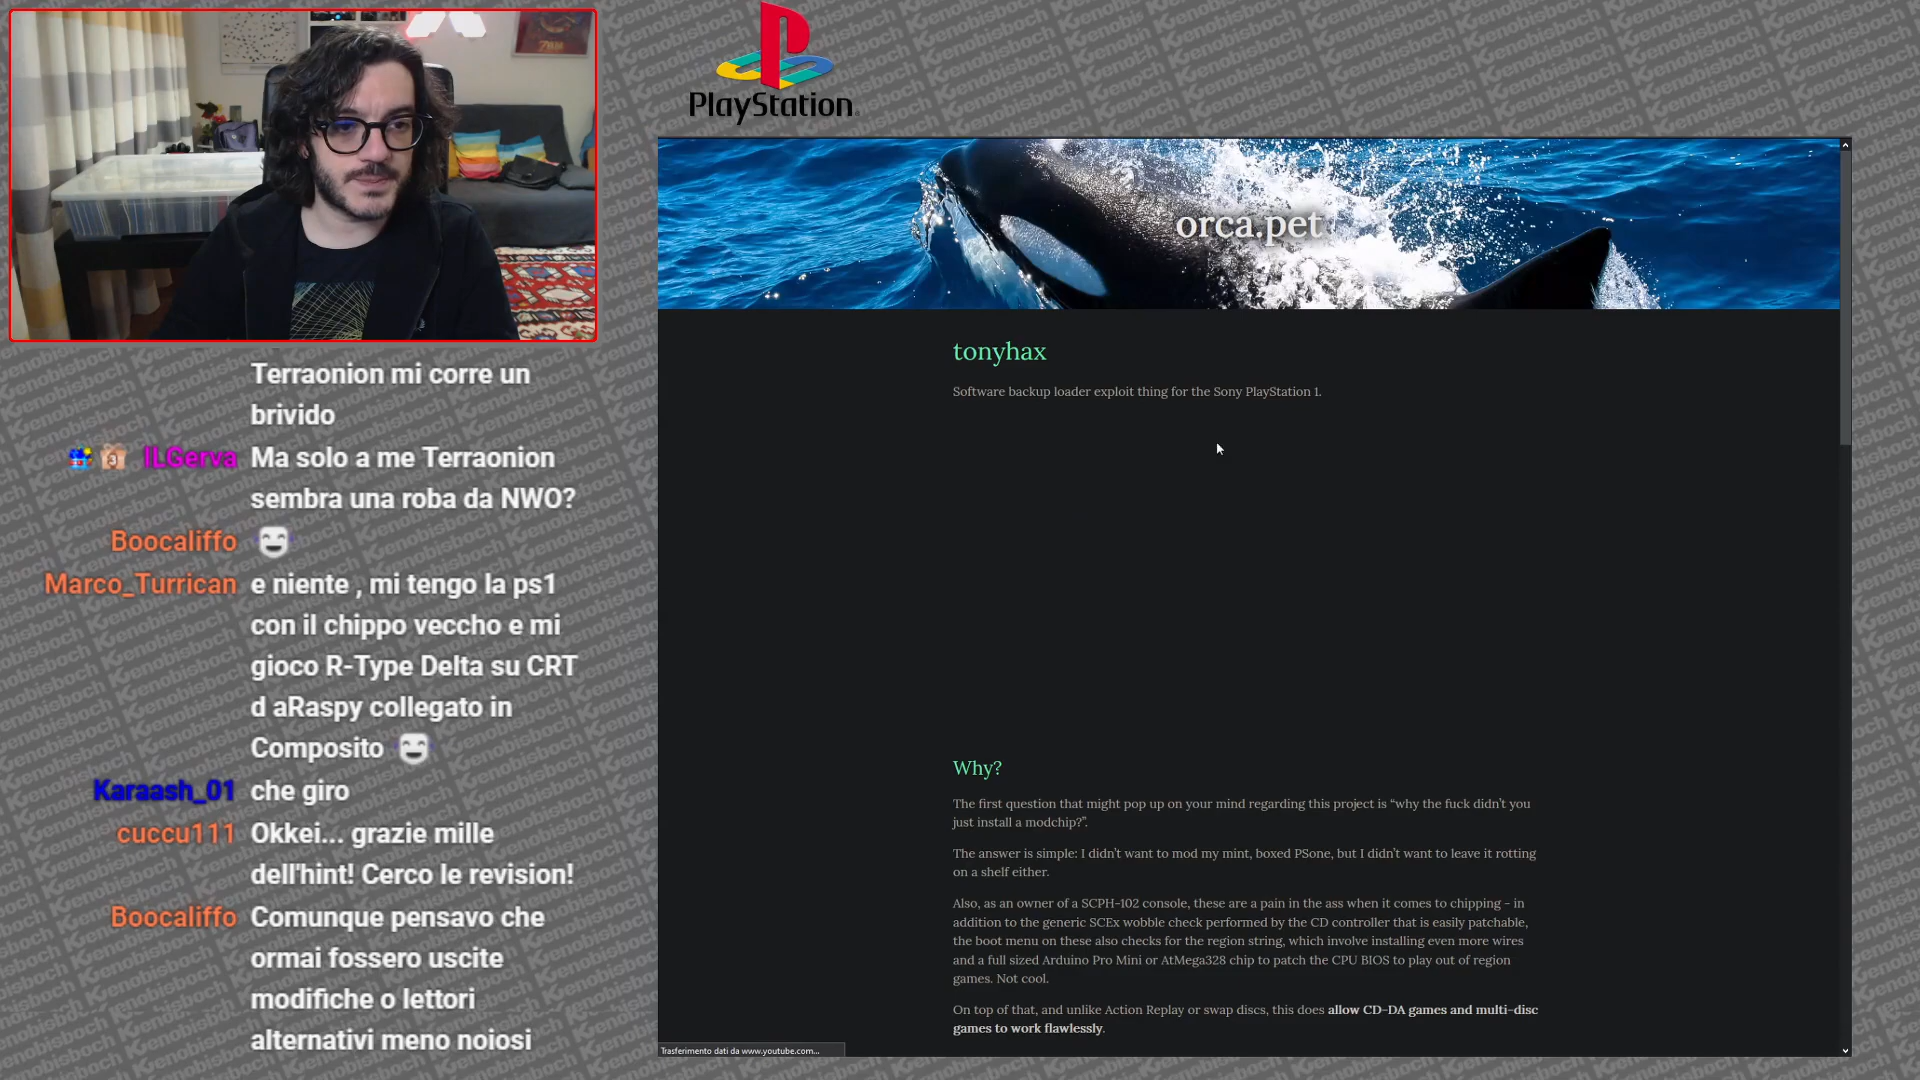 PlayStation
orca.pet
tonyhax
Software backup loader exploit thing for the Sony PlayStation 1.
Why?
The first question that might pop up on your mind regarding this project is “why the fuck didn’t you
just install a modchip?”.
The answer is simple: I didn’t want to mod my mint, boxed PSone, but I didn’t want to leave it rotting
on a shelf either.
Also, as an owner of a SCPH-102 console, these are a pain in the ass when it comes to chipping - in
addition to the generic SCEx wobble check performed by the CD controller that is easily patchable,
the boot menu on these also checks for the region string, which involve installing even more wires
and a full sized Arduino Pro Mini or AtMega328 chip to patch the CPU BIOS to play out of region
games. Not cool.
On top of that, and unlike Action Replay or swap discs, this does allow CD-DA games and multi-disc
games to work flawlessly.
Trasferimento dati da www.youtube.com...
Terraonion mi corre un
brivido
ILGerva Ma solo a me Terraonion
sembra una roba da NWO?
Boocaliffo
Marco_Turrican e niente , mi tengo la ps1
con il chippo veccho e mi
gioco R-Type Delta su CRT
d aRaspy collegato in
Composito
Karaash_01 che giro
cuccu111 Okkei... grazie mille
dell'hint! Cerco le revision!
Boocaliffo Comunque pensavo che
ormai fossero uscite
modifiche o lettori
alternativi meno noiosi